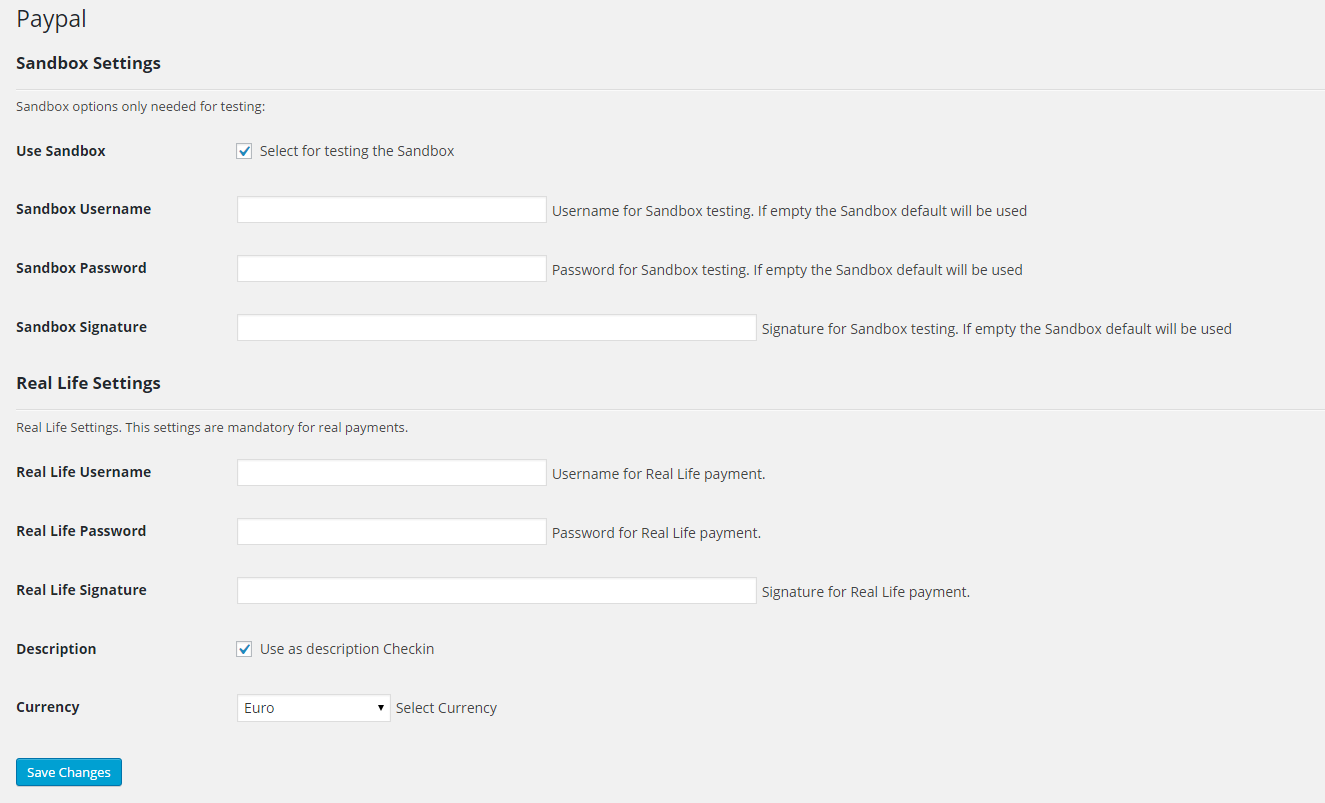 Paypal
Sandbox Settings
Sandbox options only needed for testing:
Use Sandbox Select for testing the Sandbox
Sandbox Username Username for Sandbox testing. If empty the Sandbox default will be used
Sandbox Password Password for Sandbox testing. If empty the Sandbox default will be used
Sandbox Signature Signature for Sandbox testing. If empty the Sandbox default will be used
Real Life Settings
Real Life Settings. This settings are mandatory for real payments.
Real Life Username Username for Real Life payment.
Real Life Password Password for Real Life payment.
Real Life Signature Signature for Real Life payment.
Description Use as description Checkin
Currency Euro Select Currency
Save Changes